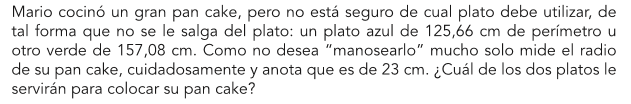 Mario cocinó un gran pan cake, pero no está seguro de cual plato debe utilizar, de
tal forma que no se le salga del plato: un plato azul de 125,66 cm de perímetro u
otro verde de 157,08 cm. Como no desea “manosearlo” mucho solo mide el radio
de su pan cake, cuidadosamente y anota que es de 23 cm. ¿Cuál de los dos platos le
servirán para colocar su pan cake?